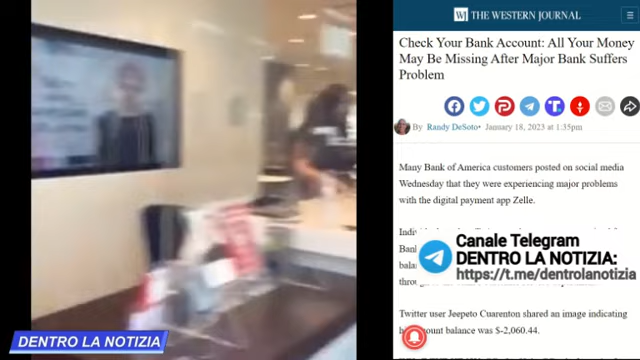 THE WESTERN JOURNAL
Check Your Bank Account: All Your Money
May Be Missing After Major Bank Suffers
Problem
By Randy DeSoto • January 18, 2023 at 1:35pm
Many Bank of America customers posted on social media
Wednesday that they were experiencing major problems
with the digital payment app Zelle.
Canale Telegram
DENTRO LA NOTIZIA:
https://t.me/dentrolanotizia
Twitter user Jeepeto Cuarenton shared an image indicating
account balance was $-2,060.44.
DENTRO LA NOTIZIA